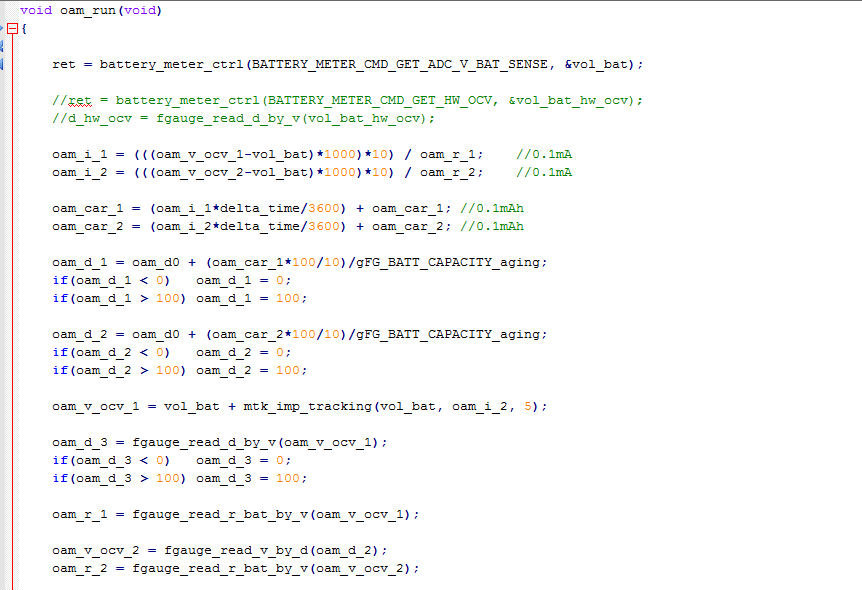 void oam_run(void)
{
ret = battery_meter_ctrl(BATTERY_METER_CMD_GET_ADC_V_BAT_SENSE, &vol_bat);
//ret = battery_meter_ctrl(BATTERY_METER_CMD_GET_HW_OCV, &vol_bat_hw_ocv);
//d_hw_ocv = fgauge_read_d_by_v(vol_bat_hw_ocv);
oam_i_1 = (((oam_v_ocv_1-vol_bat)*1000)*10) / oam_r_1;    //0.1mA
oam_i_2 = (((oam_v_ocv_2-vol_bat)*1000)*10) / oam_r_2;    //0.1mA
oam_car_1 = (oam_i_1*delta_time/3600) + oam_car_1; //0.1mAh
oam_car_2 = (oam_i_2*delta_time/3600) + oam_car_2; //0.1mAh
oam_d_1 = oam_d0 + (oam_car_1*100/10)/gFG_BATT_CAPACITY_aging;
if(oam_d_1 < 0)   oam_d_1 = 0;
if(oam_d_1 > 100) oam_d_1 = 100;
oam_d_2 = oam_d0 + (oam_car_2*100/10)/gFG_BATT_CAPACITY_aging;
if(oam_d_2 < 0)   oam_d_2 = 0;
if(oam_d_2 > 100) oam_d_2 = 100;
oam_v_ocv_1 = vol_bat + mtk_imp_tracking(vol_bat, oam_i_2, 5);
oam_d_3 = fgauge_read_d_by_v(oam_v_ocv_1);
if(oam_d_3 < 0)   oam_d_3 = 0;
if(oam_d_3 > 100) oam_d_3 = 100;
oam_r_1 = fgauge_read_r_bat_by_v(oam_v_ocv_1);
oam_v_ocv_2 = fgauge_read_v_by_d(oam_d_2);
oam_r_2 = fgauge_read_r_bat_by_v(oam_v_ocv_2);